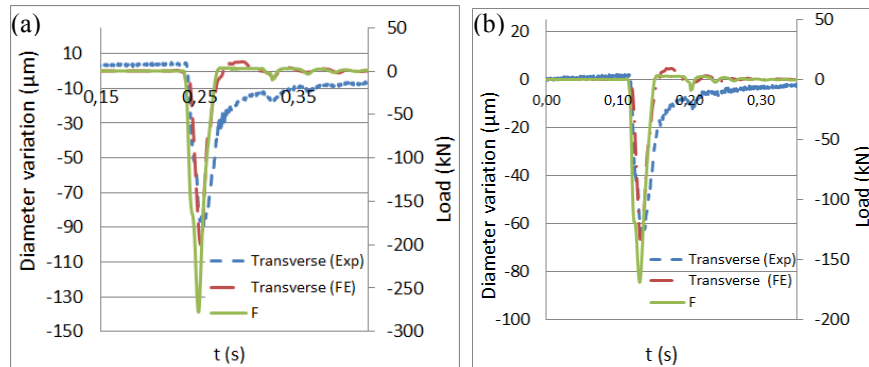 (a)
Diameter variation (µm)
10
-10
-30
-50
-70
-90
-110
-130
-150
0,15
0,25
0,35
50
0
-50
-100
-150
-200
-250
-300
Load (kN)
Transverse (Exp)
Transverse (FE)
F
t (s)
(b)
Diameter variation (µm)
20
0
-20
-40
-60
-80
-100
0,00
0,10
0,20
0,30
50
0
-50
-100
-150
-200
Load (kN)
Transverse (Exp)
Transverse (FE)
F
t (s)